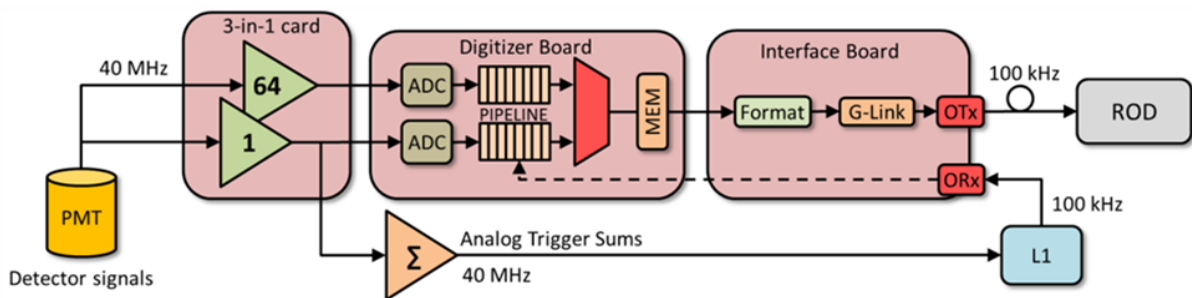 3-in-1 card
Digitizer Board
Interface Board
40 MHz
64
1
ADC
ADC
PIPELINE
MEM
Format
G-Link
OTx
100 kHz
ROD
ORx
100 kHz
PMT
Detector signals
Σ
Analog Trigger Sums
40 MHz
L1